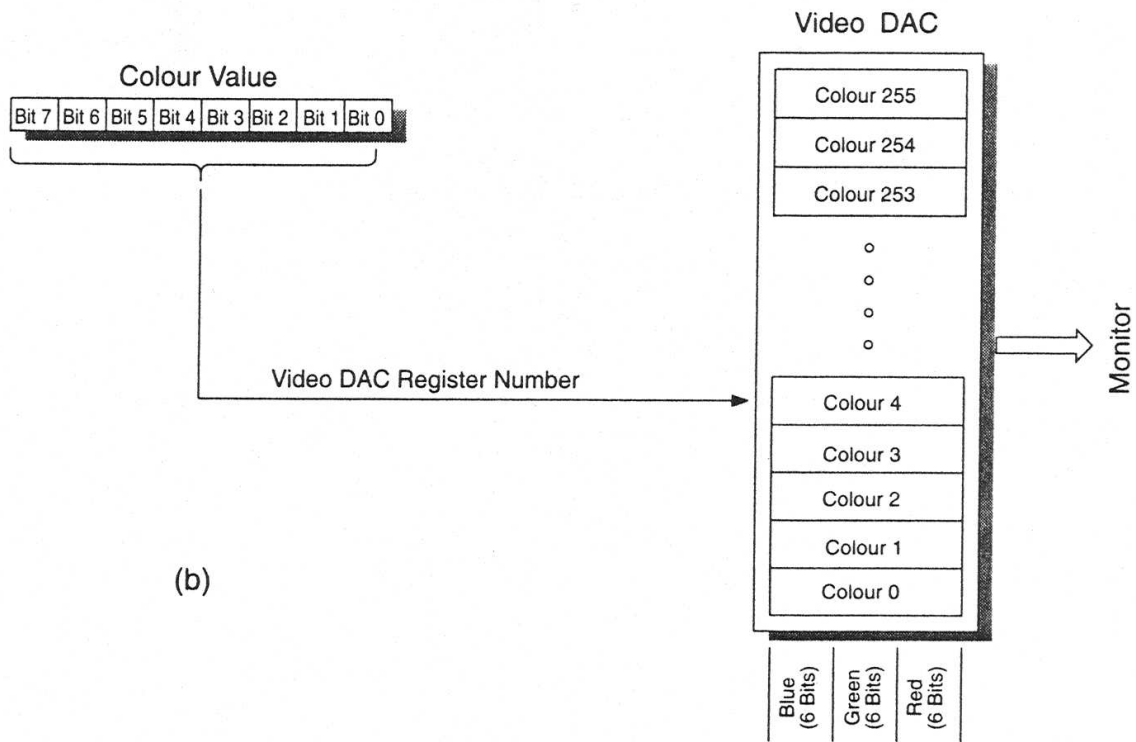 Video DAC
Colour Value
Bit 7 Bit 6 Bit 5 Bit 4 Bit 3 Bit 2 Bit 1 Bit 0
Colour 255
Colour 254
Colour 253
Video DAC Register Number
Monitor
Colour 4
Colour 3
Colour 2
Colour 1
Colour 0
(b)
Blue
(6 Bits)
Green
(6 Bits)
Red
(6 Bits)